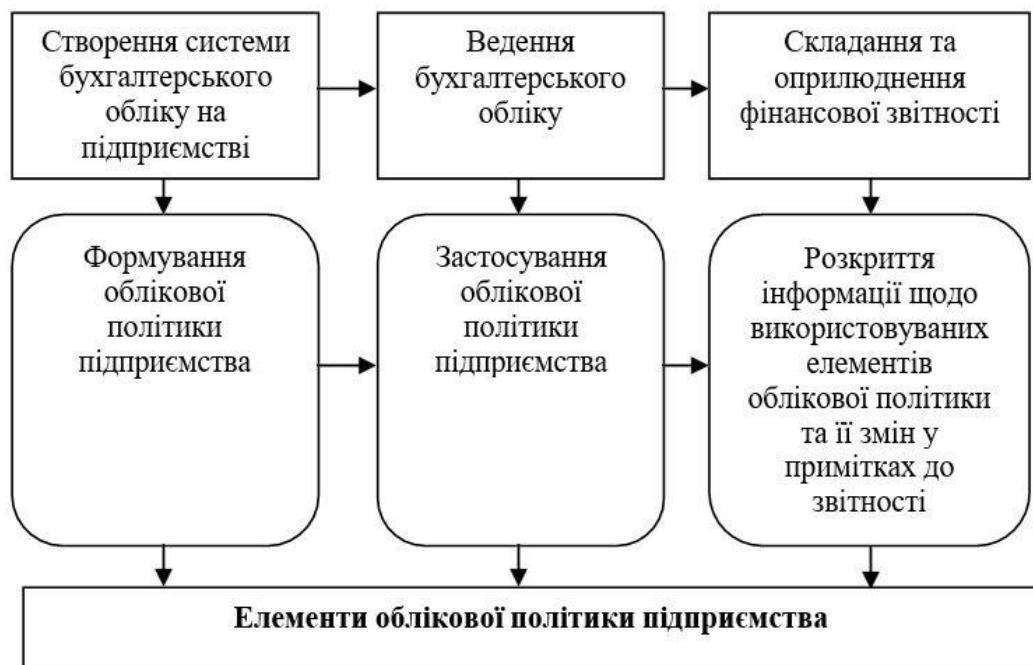 Створення системи
бухгалтерського
обліку на
підприємстві
Ведення
бухгалтерського
обліку
Складання та
оприлюднення
фінансової звітності
Формування
облікової
політики
підприємства
Застосування
облікової
політики
підприємства
Розкриття
інформації щодо
використовуваних
елементів
облікової політики
та її змін у
примітках до
звітності
Елементи облікової політики підприємства